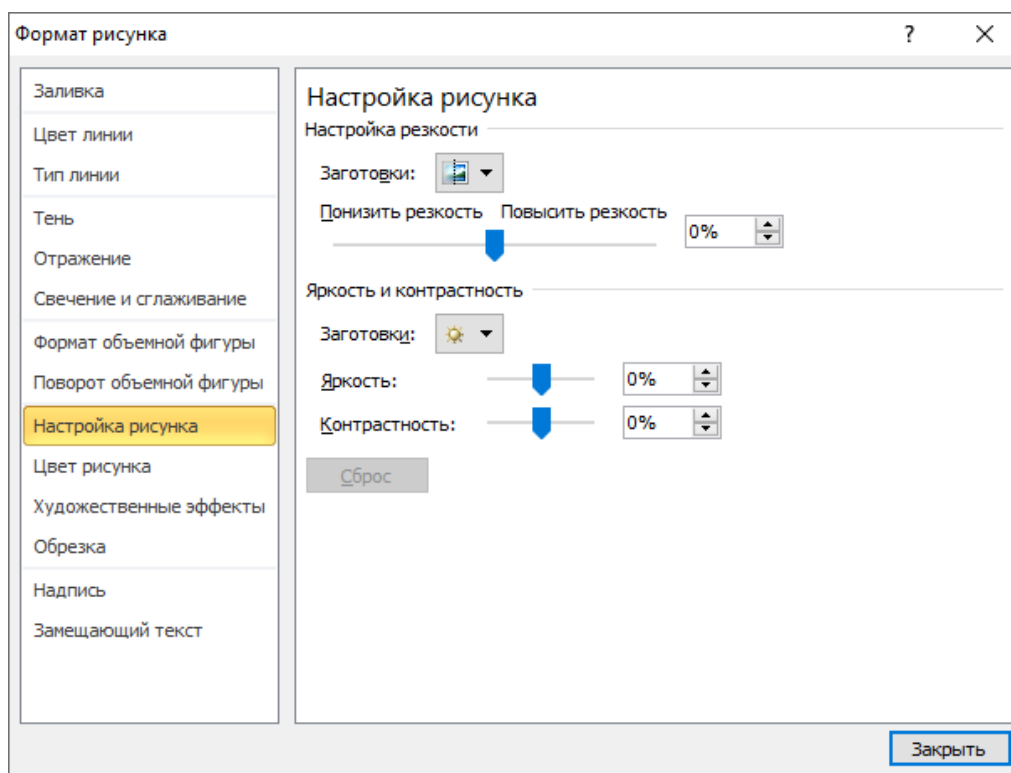 Формат рисунка
Заливка
Цвет линии
Тип линии
Тень
Отражение
Свечение и сглаживание
Формат объемной фигуры
Поворот объемной фигуры
Настройка рисунка
Цвет рисунка
Художественные эффекты
Обрезка
Надпись
Замещающий текст
Настройка рисунка
Настройка резкости
Заготовки:
Понизить резкость Повысить резкость
0%
Яркость и контрастность
Заготовки:
Яркость: 0%
Контрастность: 0%
Сброс
Закрыть